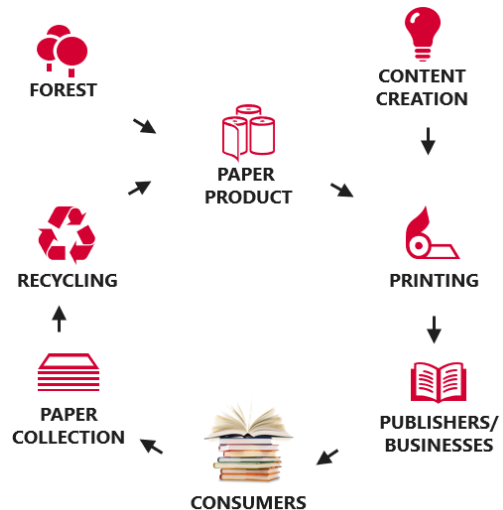 FOREST
CONTENT
CREATION
PAPER
PRODUCT
RECYCLING
PRINTING
PAPER
COLLECTION
PUBLISHERS/
BUSINESSES
CONSUMERS